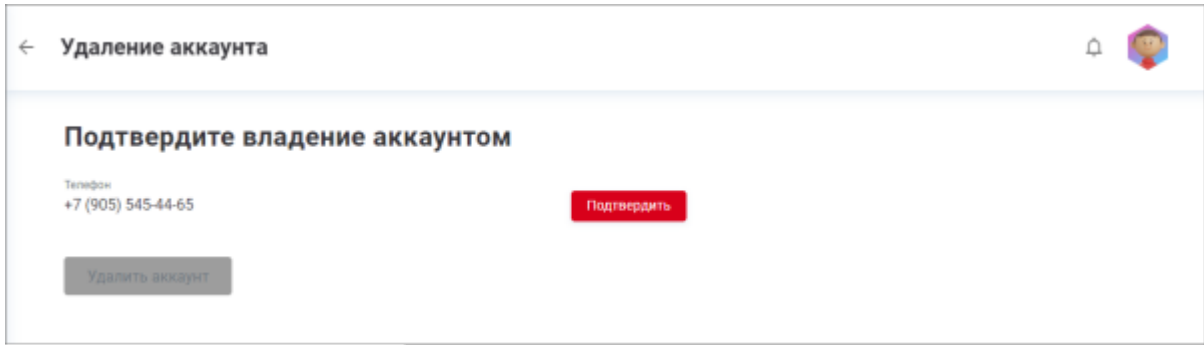 Удаление аккаунта
Подтвердите владение аккаунтом
Телефон
+7 (905) 545-44-65
Подтвердить
Удалить аккаунт